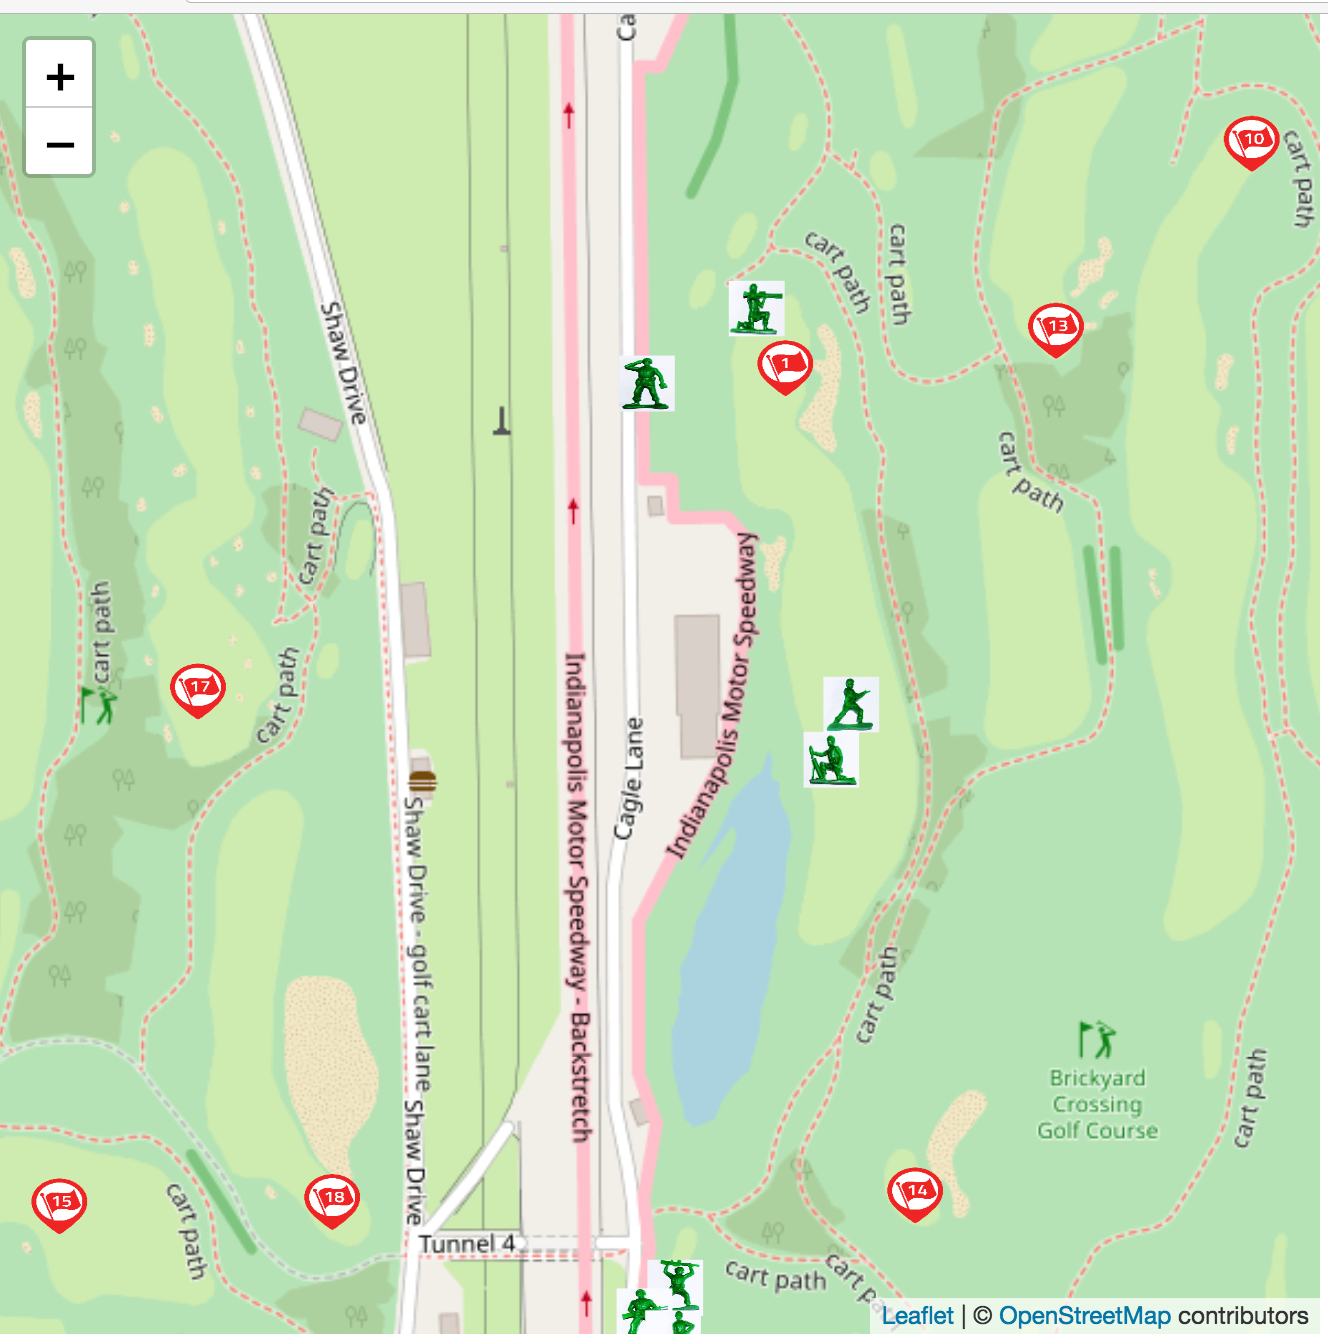 +
−
Ca
10
cart path
cart path
cart path
13
1
Shaw Drive
cart path
cart path
cart path
Indianapolis Motor Speedway
17
cart path
Indianapolis Motor Speedway - Backstretch
Cagle Lane
Shaw Drive - golf cart lane
cart path
Brickyard
Crossing
Golf Course
cart path
Shaw Drive
15
18
14
cart path
Tunnel 4
cart path
cart pa
Leaflet | © OpenStreetMap contributors